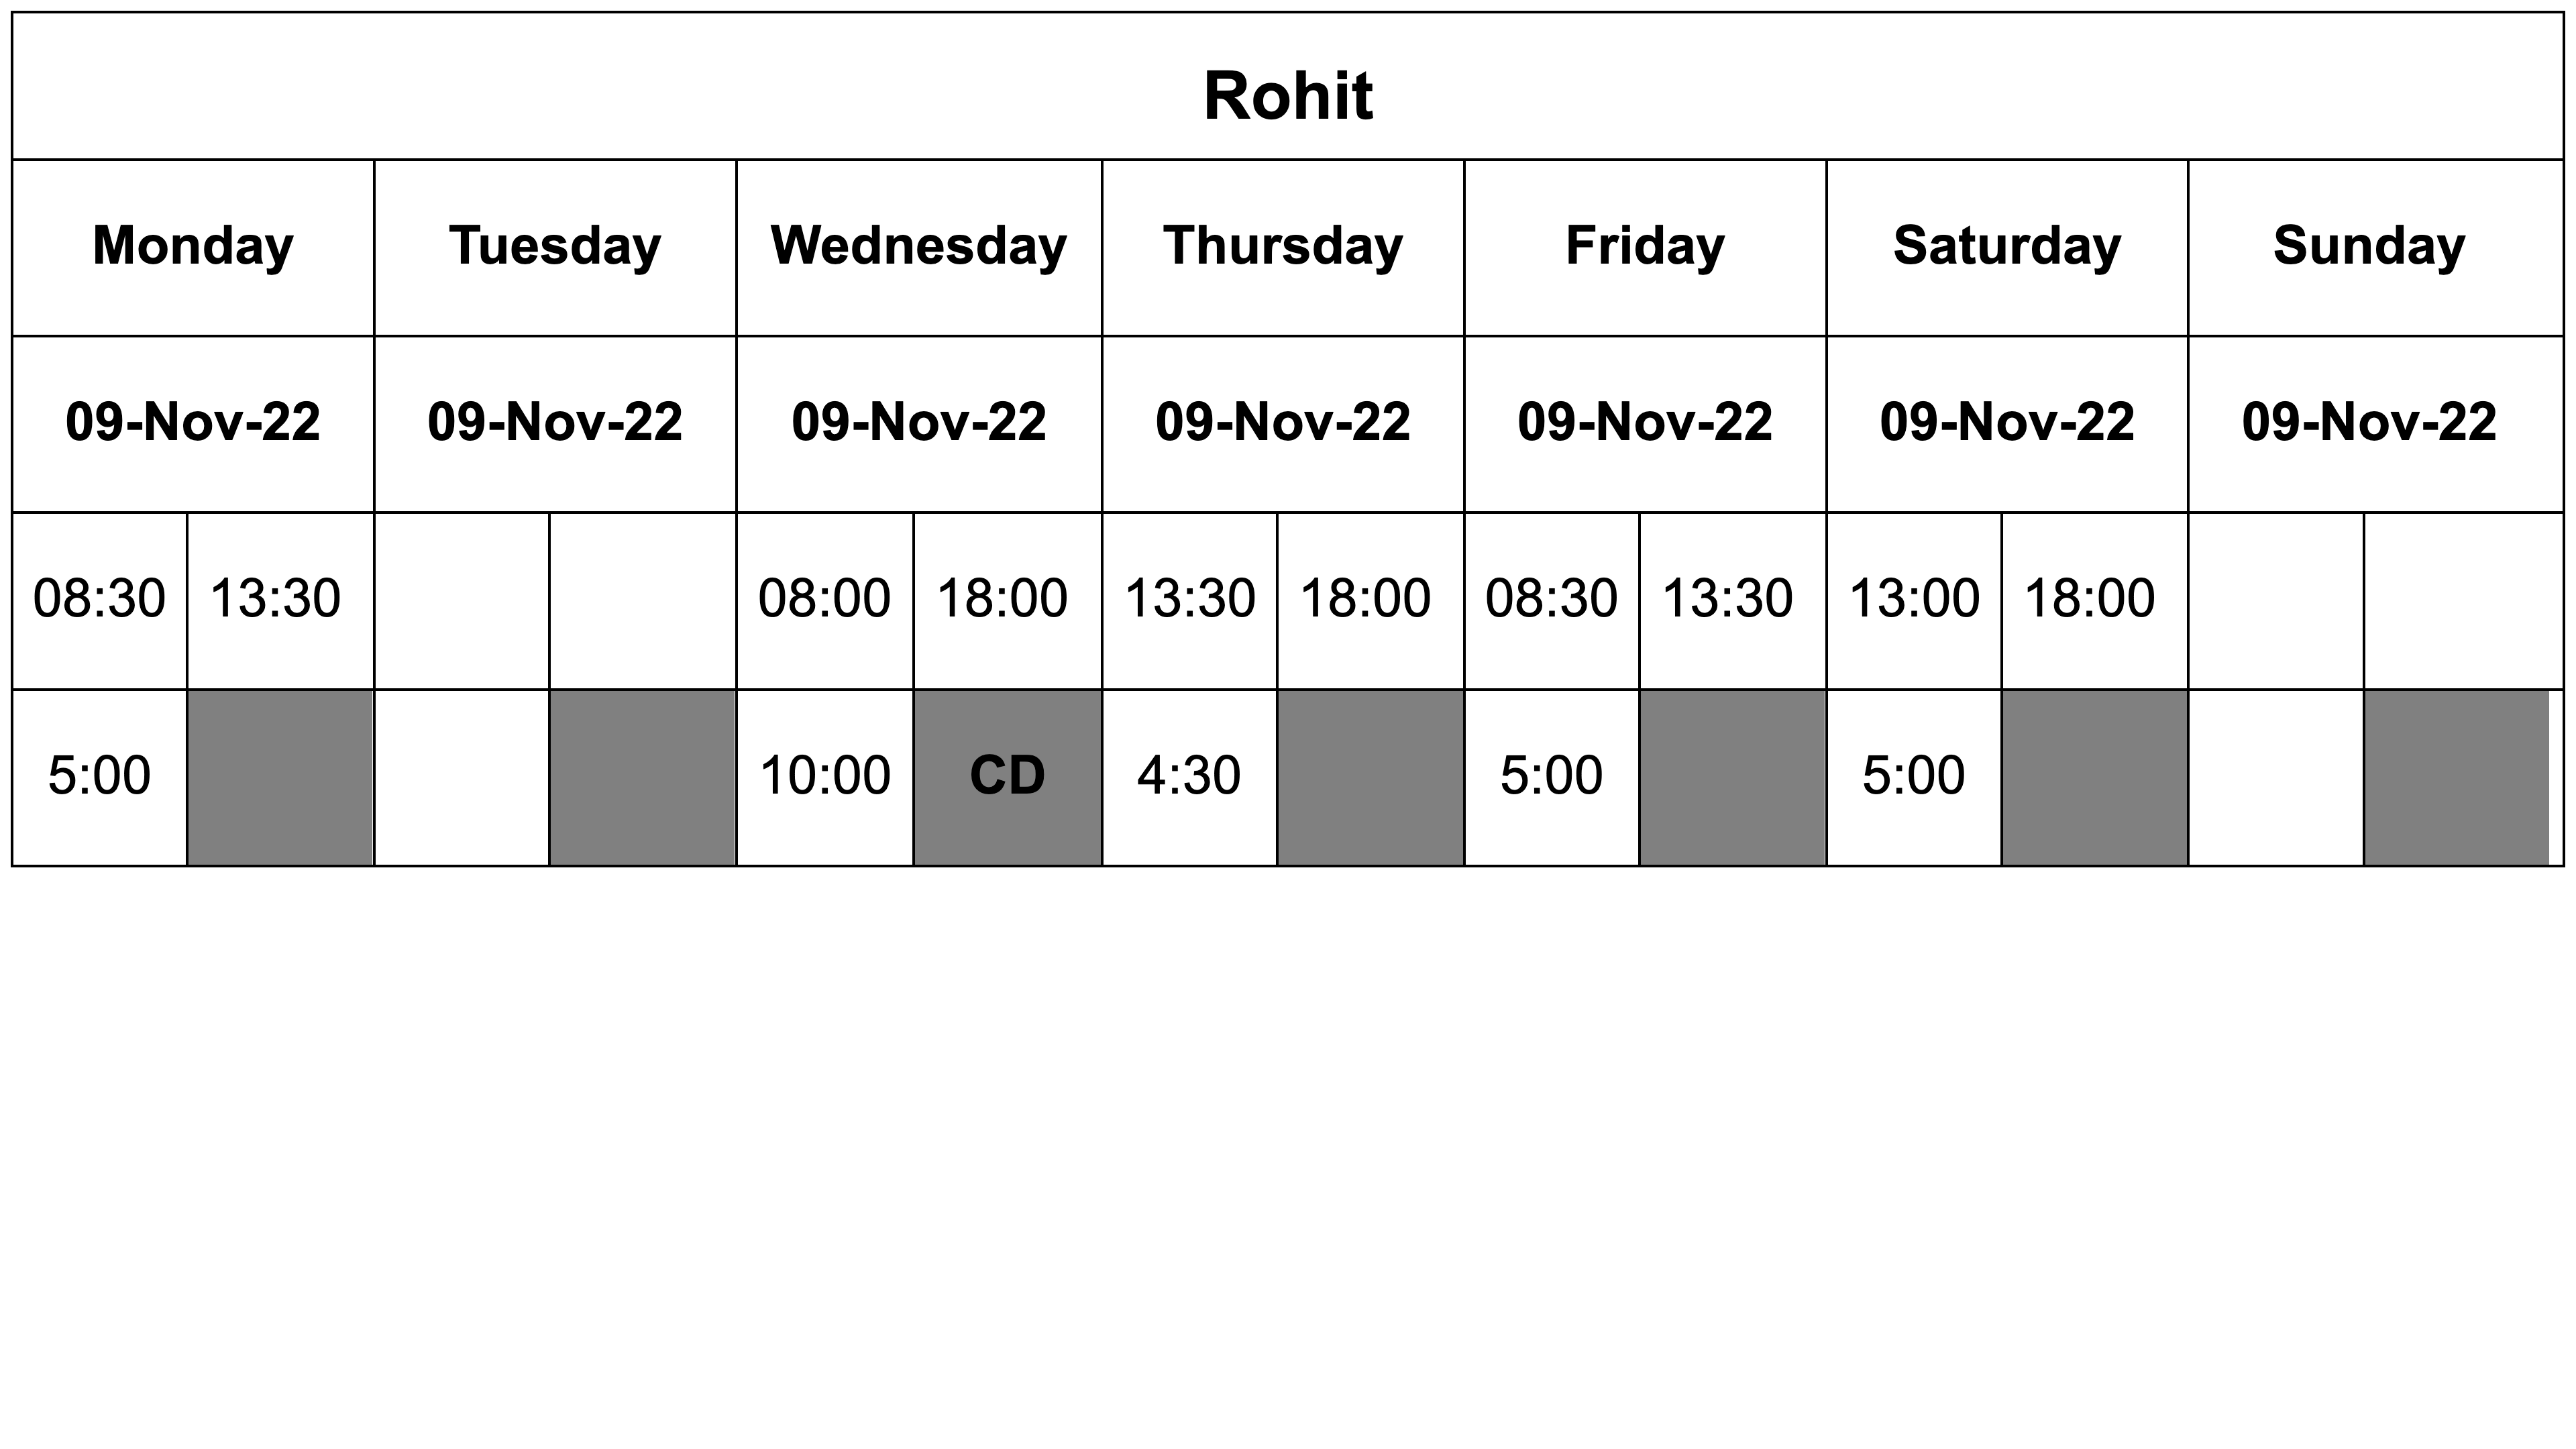 Rohit
Monday Tuesday Wednesday Thursday Friday Saturday Sunday
09-Nov-22 09-Nov-22 09-Nov-22 09-Nov-22 09-Nov-22 09-Nov-22 09-Nov-22
08:30 13:30 08:00 18:00 13:30 18:00 08:30 13:30 13:00 18:00
5:00 10:00 CD 4:30 5:00 5:00